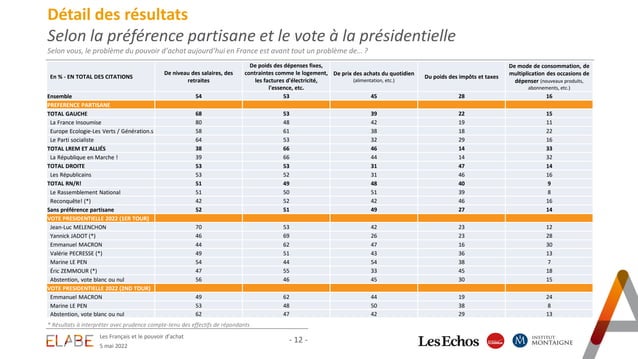 Détail des résultats
Selon la préférence partisane et le vote à la présidentielle
Selon vous, le problème du pouvoir d'achat aujourd'hui en France est avant tout un problème de… ?
En % - EN TOTAL DES CITATIONS
De niveau des salaires, des retraites
De poids des dépenses fixes, contraintes comme le logement, les factures d'électricité, l'essence, etc.
De prix des achats du quotidien (alimentation, etc.)
Du poids des impôts et taxes
De mode de consommation, de multiplication des occasions de dépenser (nouveaux produits, abonnements, etc.)
Ensemble 54 53 45 28 16
PREFERENCE PARTISANE
TOTAL GAUCHE 68 53 39 22 15
La France Insoumise 80 48 42 19 11
Europe Ecologie-Les Verts / Génération.s 58 61 38 18 22
Le Parti socialiste 64 53 32 29 16
TOTAL LREM ET ALLIÉS 38 66 46 14 33
La République en Marche ! 39 66 44 14 32
TOTAL DROITE 53 53 31 47 14
Les Républicains 53 52 31 46 16
TOTAL RN/R! 51 49 48 40 9
Le Rassemblement National 51 50 51 39 8
Reconquête! (*) 42 52 42 46 16
Sans préférence partisane 52 51 49 27 14
VOTE PRESIDENTIELLE 2022 (1ER TOUR)
Jean-Luc MELENCHON 70 53 42 23 12
Yannick JADOT (*) 46 69 26 23 28
Emmanuel MACRON 44 62 47 16 30
Valérie PECRESSE (*) 49 51 43 36 13
Marine LE PEN 54 44 54 38 7
Éric ZEMMOUR (*) 47 55 33 45 18
Abstention, vote blanc ou nul 56 46 45 30 15
VOTE PRESIDENTIELLE 2022 (2ND TOUR)
Emmanuel MACRON 49 62 44 19 24
Marine LE PEN 53 48 50 38 8
Abstention, vote blanc ou nul 62 47 42 29 13
* Résultats à interpréter avec prudence compte-tenu des effectifs de répondants
ELABE
Les Français et le pouvoir d'achat
5 mai 2022
- 12 -
LesEchos
INSTITUT
MONTAIGNE